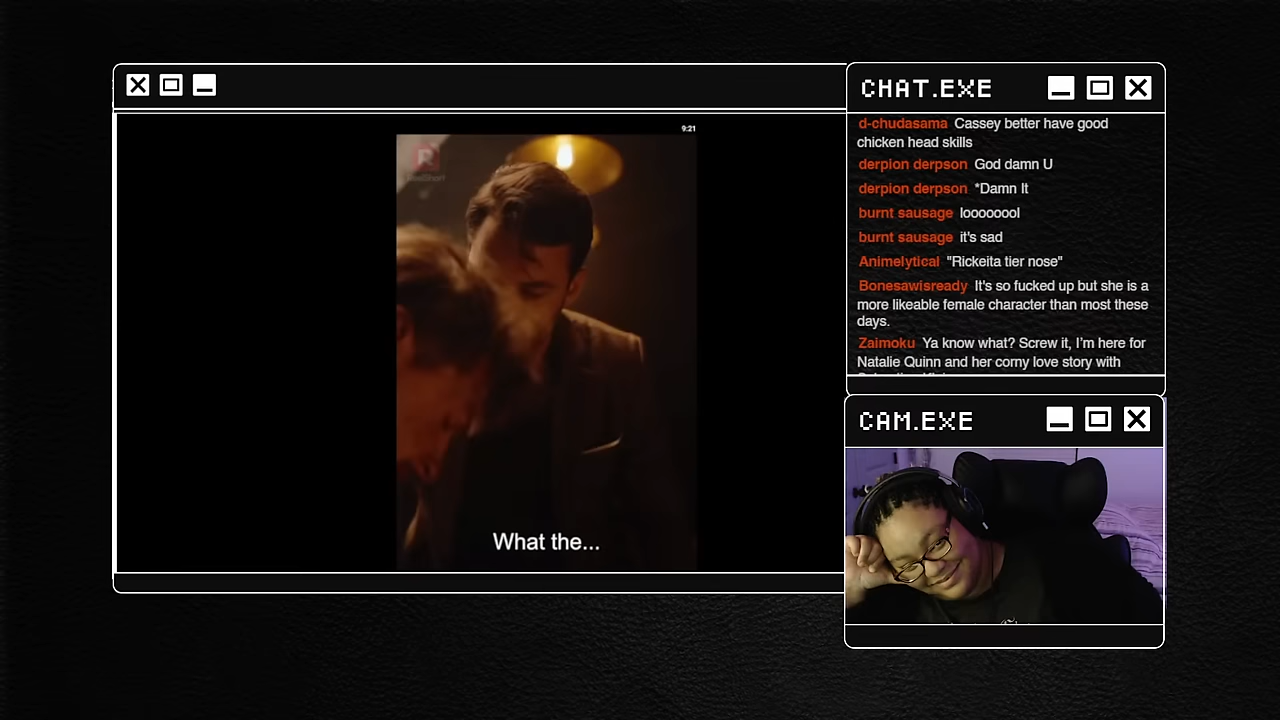 CHAT.EXE
d-chudasama Cassey better have good
chicken head skills
derpion derpson God damn U
derpion derpson *Damn It
burnt sausage looooool
burnt sausage it's sad
Animelytical "Rickeita tier nose"
Bonesawisready It's so fucked up but she is a
more likeable female character than most these
days.
Zaimoku Ya know what? Screw it, I'm here for
Natalie Quinn and her corny love story with
9:21
R
ReelShort
What the...
CAM.EXE